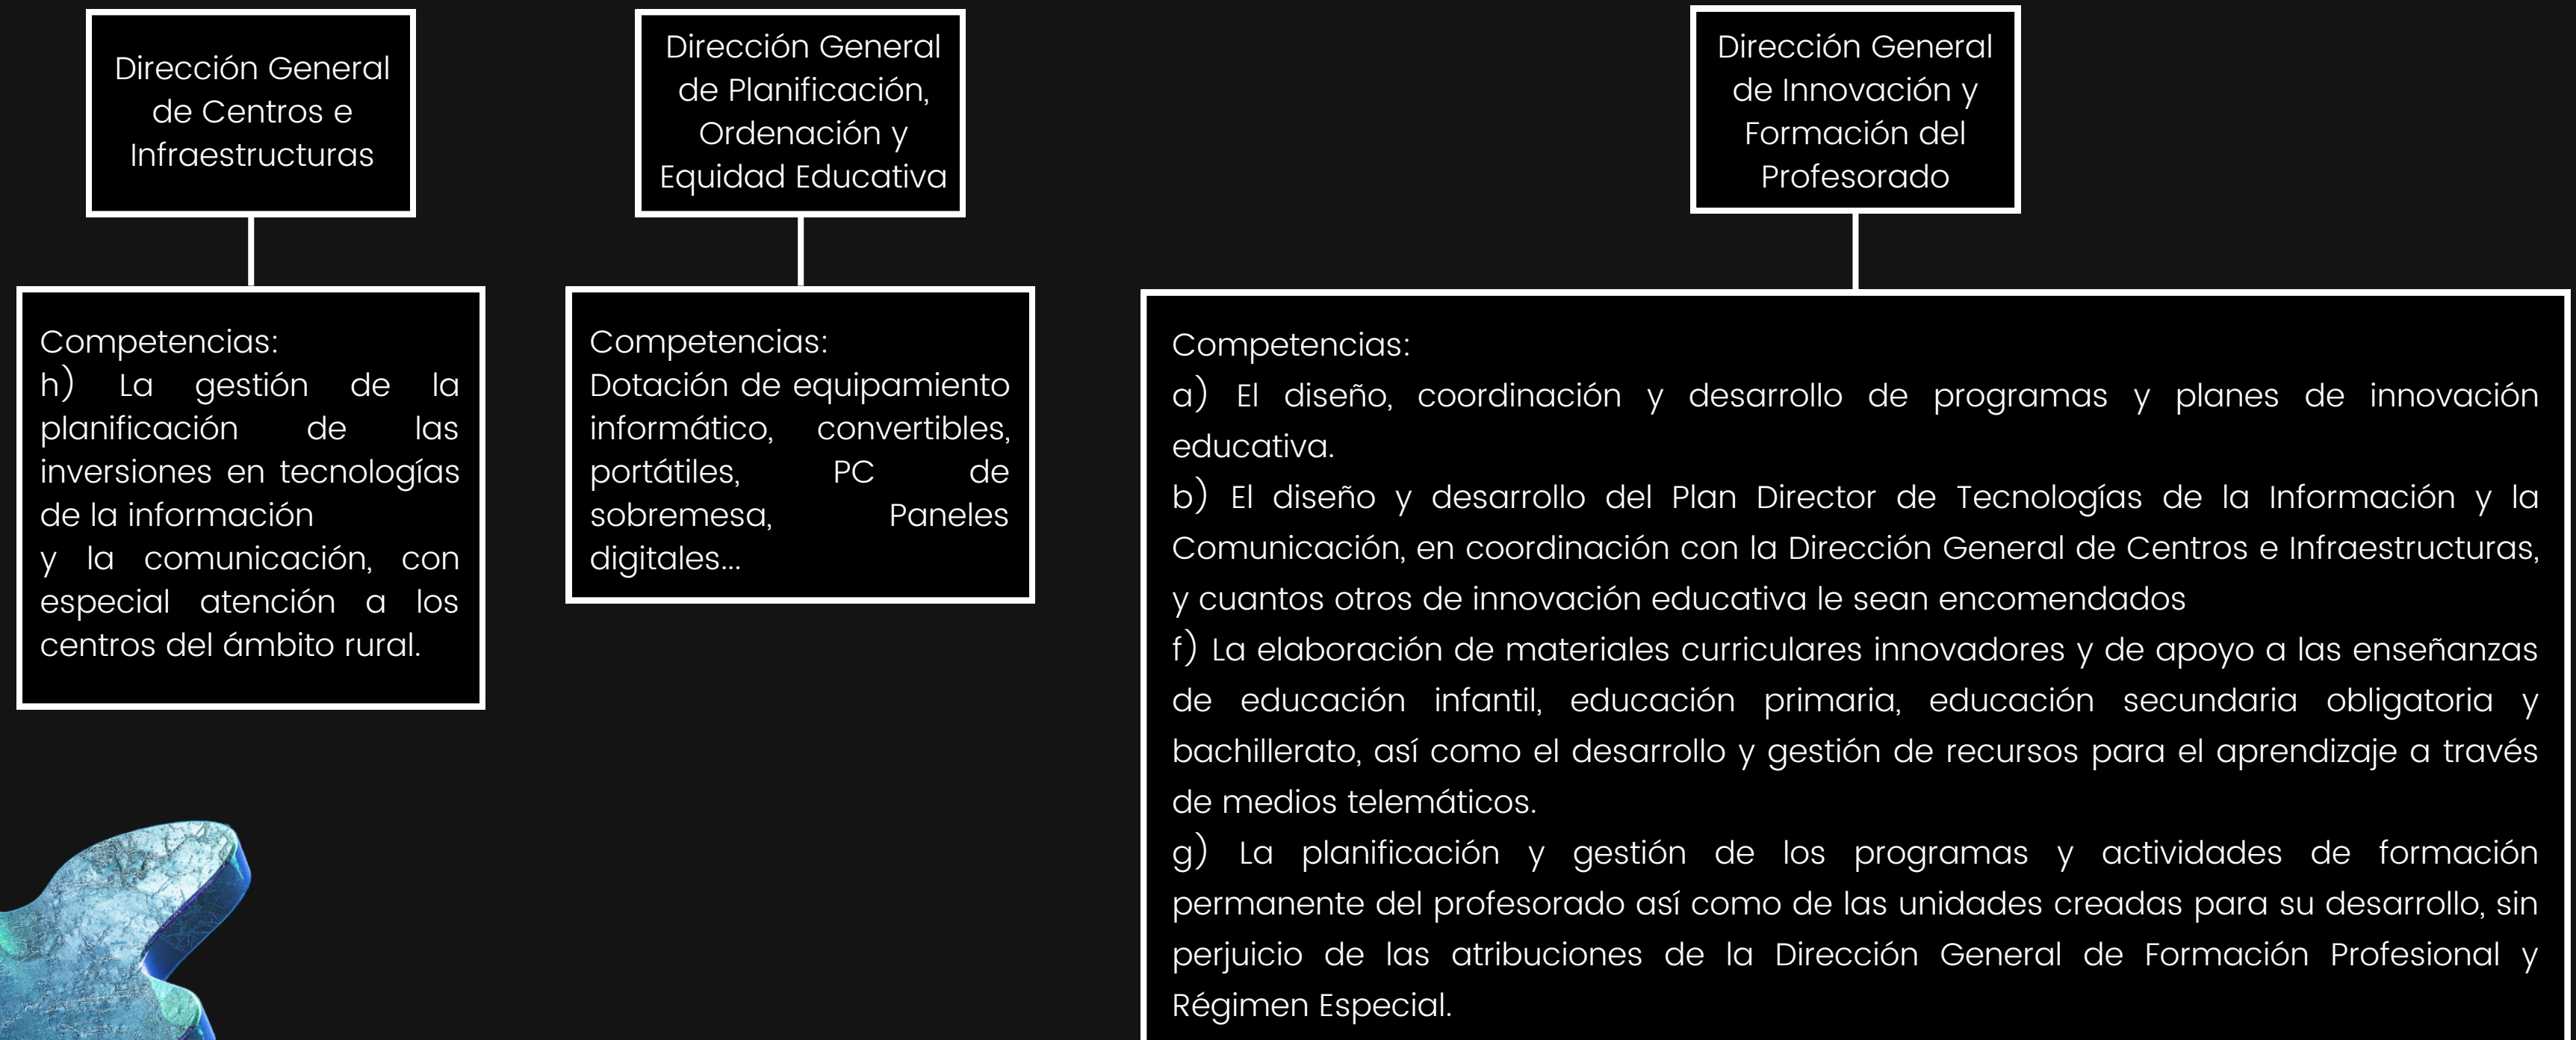 Dirección General
de Centros e
Infraestructuras
Competencias:
h) La gestión de la
planificación de las
inversiones en tecnologías
de la información
y la comunicación, con
especial atención a los
centros del ámbito rural.
Dirección General
de Planificación,
Ordenación y
Equidad Educativa
Competencias:
Dotación de equipamiento
informático, convertibles,
portátiles, PC de
sobremesa, Paneles
digitales...
Dirección General
de Innovación y
Formación del
Profesorado
Competencias:
a) El diseño, coordinación y desarrollo de programas y planes de innovación
educativa.
b) El diseño y desarrollo del Plan Director de Tecnologías de la Información y la
Comunicación, en coordinación con la Dirección General de Centros e Infraestructuras,
y cuantos otros de innovación educativa le sean encomendados
f) La elaboración de materiales curriculares innovadores y de apoyo a las enseñanzas
de educación infantil, educación primaria, educación secundaria obligatoria y
bachillerato, así como el desarrollo y gestión de recursos para el aprendizaje a través
de medios telemáticos.
g) La planificación y gestión de los programas y actividades de formación
permanente del profesorado así como de las unidades creadas para su desarrollo, sin
perjuicio de las atribuciones de la Dirección General de Formación Profesional y
Régimen Especial.